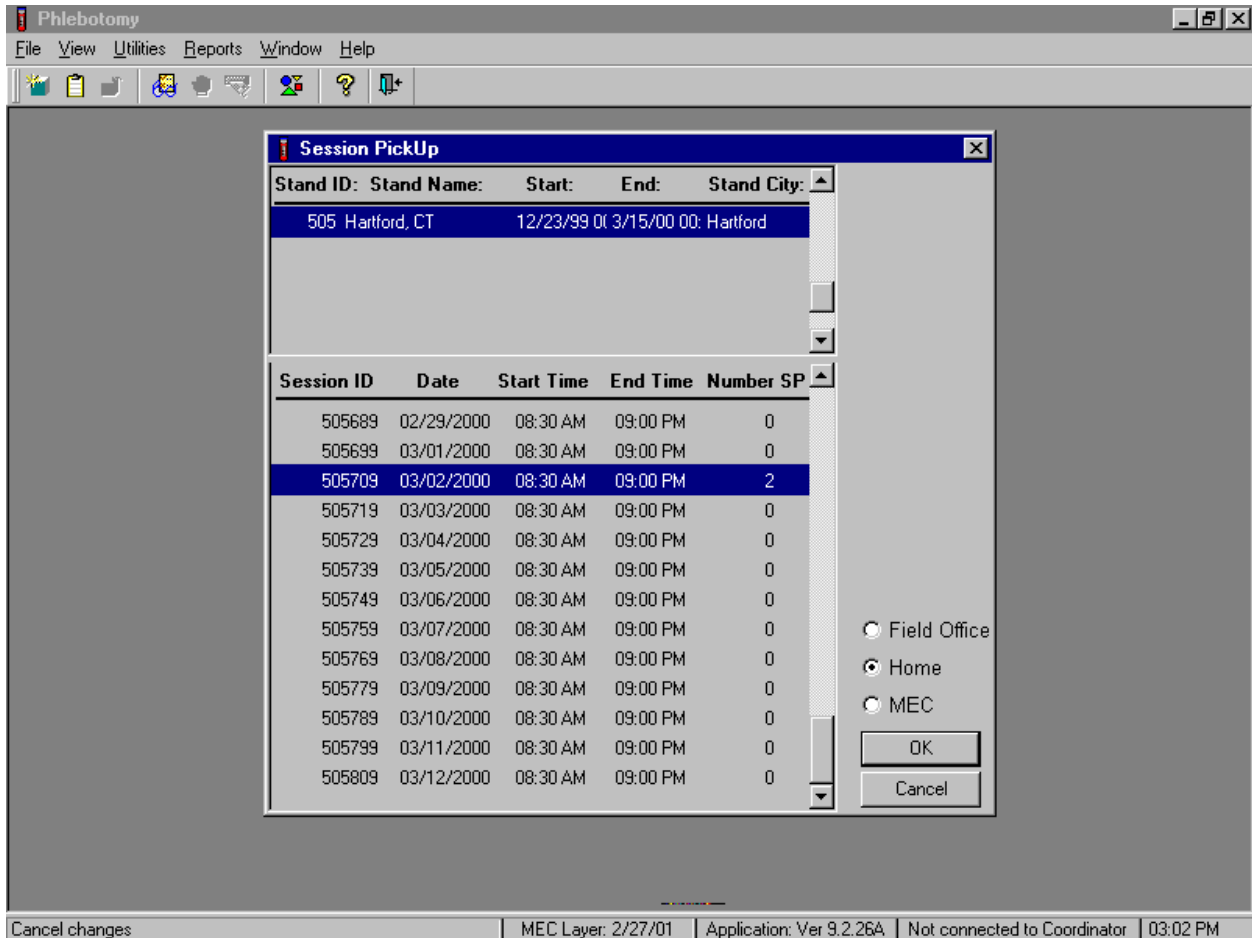 Phlebotomy
File View Utilities Reports Window Help
Session PickUp
Stand ID: Stand Name: Start: End: Stand City:
505 Hartford, CT 12/23/99 0( 3/15/00 00: Hartford
Session ID Date Start Time End Time Number SP
505689 02/29/2000 08:30 AM 09:00 PM 0
505699 03/01/2000 08:30 AM 09:00 PM 0
505709 03/02/2000 08:30 AM 09:00 PM 2
505719 03/03/2000 08:30 AM 09:00 PM 0
505729 03/04/2000 08:30 AM 09:00 PM 0
505739 03/05/2000 08:30 AM 09:00 PM 0
505749 03/06/2000 08:30 AM 09:00 PM 0
505759 03/07/2000 08:30 AM 09:00 PM 0
505769 03/08/2000 08:30 AM 09:00 PM 0
505779 03/09/2000 08:30 AM 09:00 PM 0
505789 03/10/2000 08:30 AM 09:00 PM 0
505799 03/11/2000 08:30 AM 09:00 PM 0
505809 03/12/2000 08:30 AM 09:00 PM 0
Field Office
Home
MEC
OK
Cancel
Cancel changes MEC Layer: 2/27/01 Application: Ver 9.2.26A Not connected to Coordinator 03:02 PM